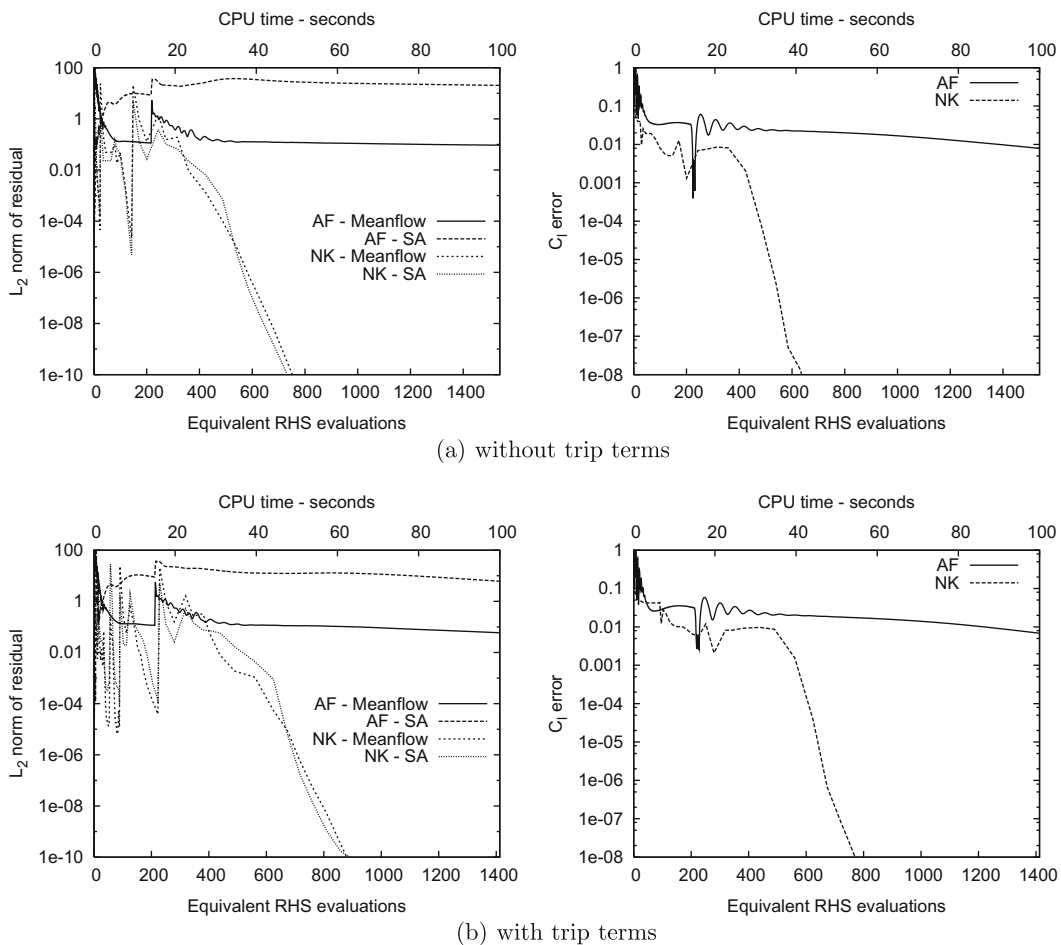 CPU time - seconds
0 20 40 60 80 100
100
1
0.01
1e-04
1e-06
1e-08
1e-10
L2 norm of residual
AF - Meanflow
AF - SA
NK - Meanflow
NK - SA
0 200 400 600 800 1000 1200 1400
Equivalent RHS evaluations
CPU time - seconds
0 20 40 60 80 100
1
0.1
0.01
0.001
1e-04
1e-05
1e-06
1e-07
1e-08
Cl error
AF
NK
0 200 400 600 800 1000 1200 1400
Equivalent RHS evaluations
(a) without trip terms
CPU time - seconds
0 20 40 60 80 100
100
1
0.01
1e-04
1e-06
1e-08
1e-10
L2 norm of residual
AF - Meanflow
AF - SA
NK - Meanflow
NK - SA
0 200 400 600 800 1000 1200 1400
Equivalent RHS evaluations
CPU time - seconds
0 20 40 60 80 100
1
0.1
0.01
0.001
1e-04
1e-05
1e-06
1e-07
1e-08
Cl error
AF
NK
0 200 400 600 800 1000 1200 1400
Equivalent RHS evaluations
(b) with trip terms